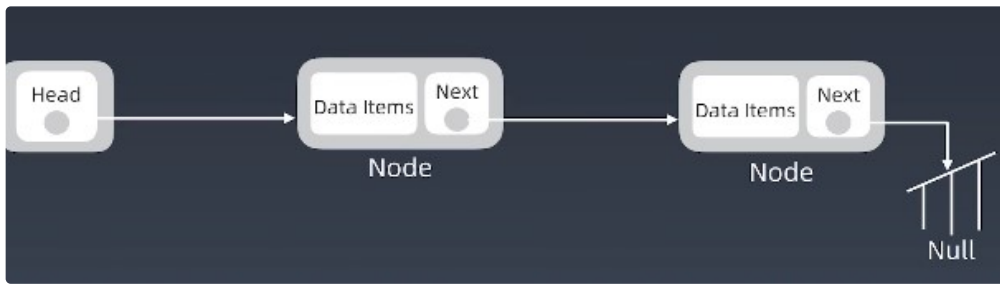 Head
Data Items
Next
Node
Data Items
Next
Node
Null